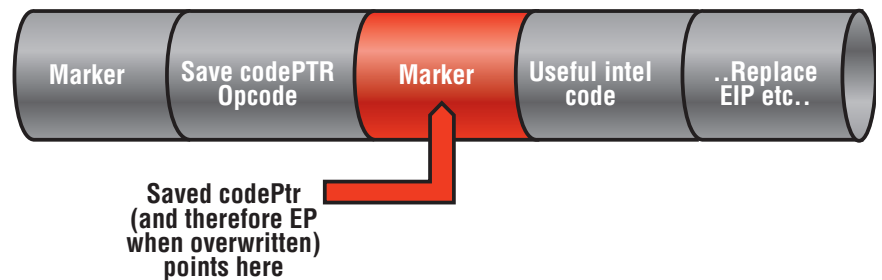 Marker
Save codePTR
Opcode
Marker
Useful intel
code
..Replace
EIP etc..
Saved codePtr
(and therefore EP
when overwritten)
points here